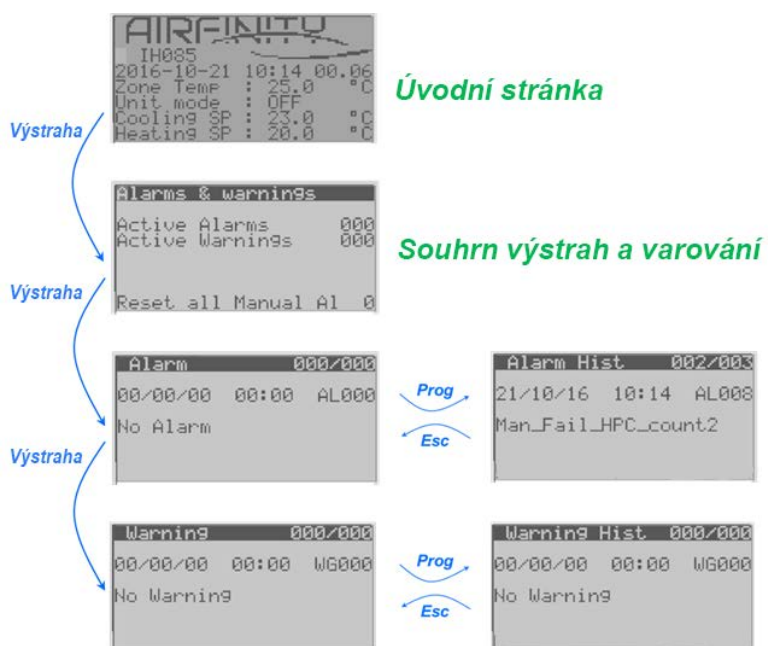 AIRFINITY
IH085
2016-10-21 10:14 00.06
Zone Temp : 25.0 °C
Unit mode : OFF
Cooling SP : 23.0 °C
Heating SP : 20.0 °C
Úvodní stránka
Výstraha
Alarms & warnings
Active Alarms 000
Active Warnings 000
Reset all Manual Al 0
Souhrn výstrah a varování
Výstraha
Alarm 000/000
00/00/00 00:00 AL000
No Alarm
Prog
Esc
Alarm Hist 002/003
21/10/16 10:14 AL008
Man_Fail_HPC_count2
Výstraha
Warning 000/000
00/00/00 00:00 WG000
No Warning
Prog
Esc
Warning Hist 000/000
00/00/00 00:00 WG000
No Warning